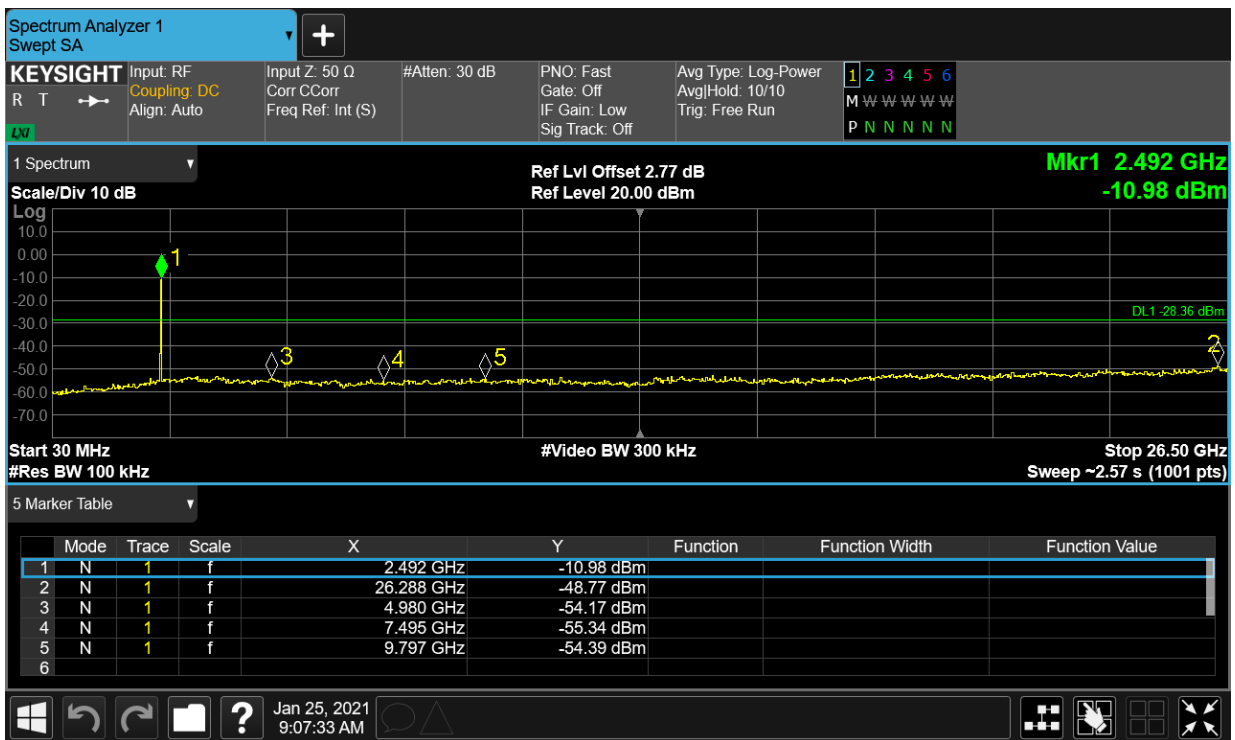 Spectrum Analyzer 1
Swept SA
KEYSIGHT
R T
LXI
Input: RF
Coupling: DC
Align: Auto
Input Z: 50 Ω
Corr CCorr
Freq Ref: Int (S)
#Atten: 30 dB
PNO: Fast
Gate: Off
IF Gain: Low
Sig Track: Off
Avg Type: Log-Power
Avg|Hold: 10/10
Trig: Free Run
1 2 3 4 5 6
M W W W W W
P N N N N N
1 Spectrum
Scale/Div 10 dB
Ref Lvl Offset 2.77 dB
Ref Level 20.00 dBm
Mkr1 2.492 GHz
-10.98 dBm
Log
10.0
0.00
-10.0
-20.0
-30.0
-40.0
-50.0
-60.0
-70.0
1
DL1 -28.36 dBm
3
4
5
2
Start 30 MHz
#Res BW 100 kHz
#Video BW 300 kHz
Stop 26.50 GHz
Sweep ~2.57 s (1001 pts)
5 Marker Table
Mode Trace Scale X Y Function Function Width Function Value
1 N 1 f 2.492 GHz -10.98 dBm
2 N 1 f 26.288 GHz -48.77 dBm
3 N 1 f 4.980 GHz -54.17 dBm
4 N 1 f 7.495 GHz -55.34 dBm
5 N 1 f 9.797 GHz -54.39 dBm
6
?
Jan 25, 2021
9:07:33 AM